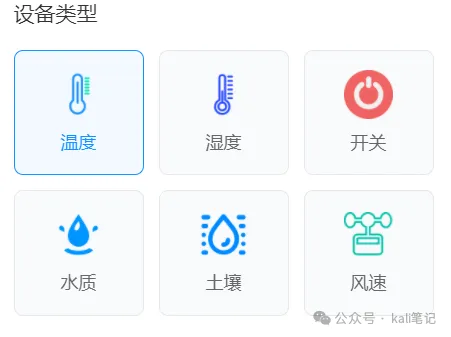 设备类型
温度
湿度
开关
水质
土壤
风速
公众号 · kali笔记